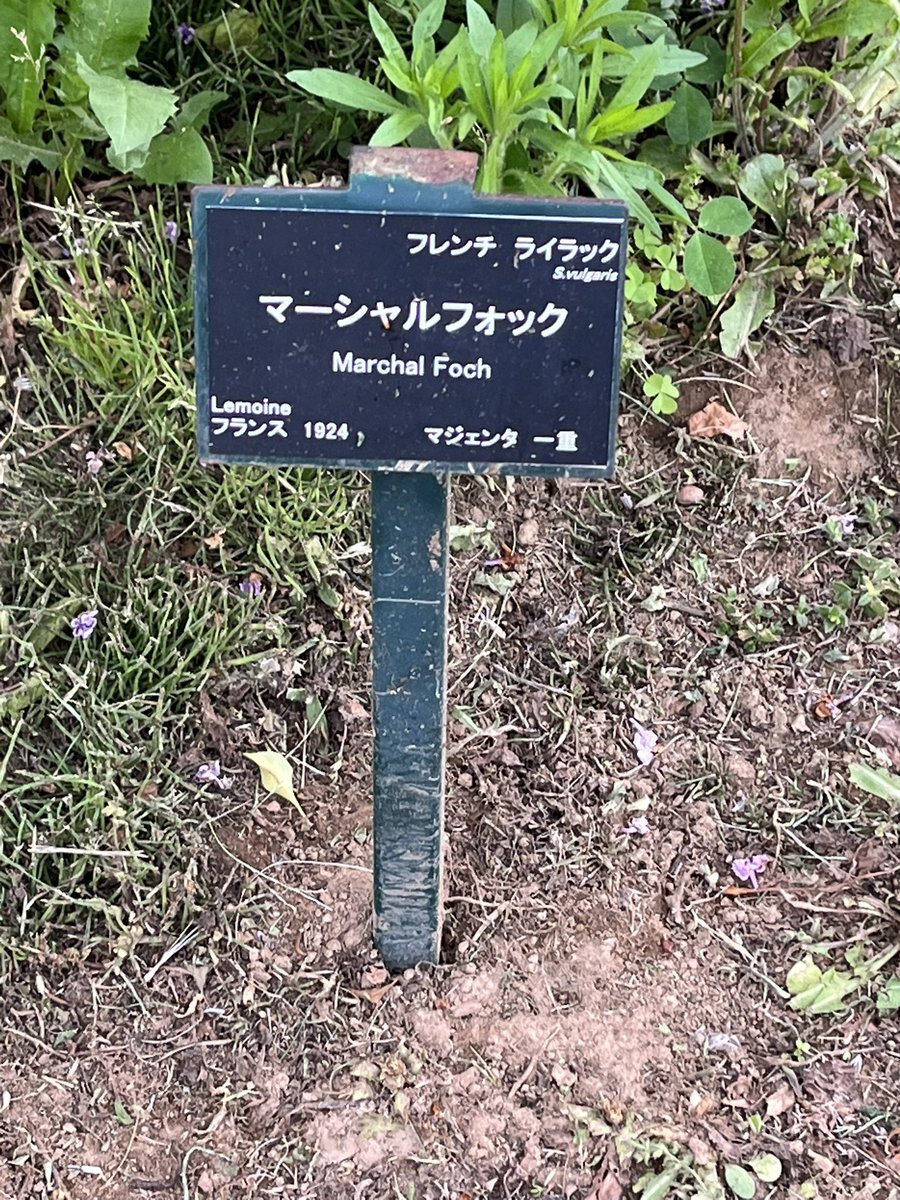 フレンチ ライラック
S.vulgaris
マーシャルフォック
Marchal Foch
Lemoine
フランス 1924
マジェンタ 一重